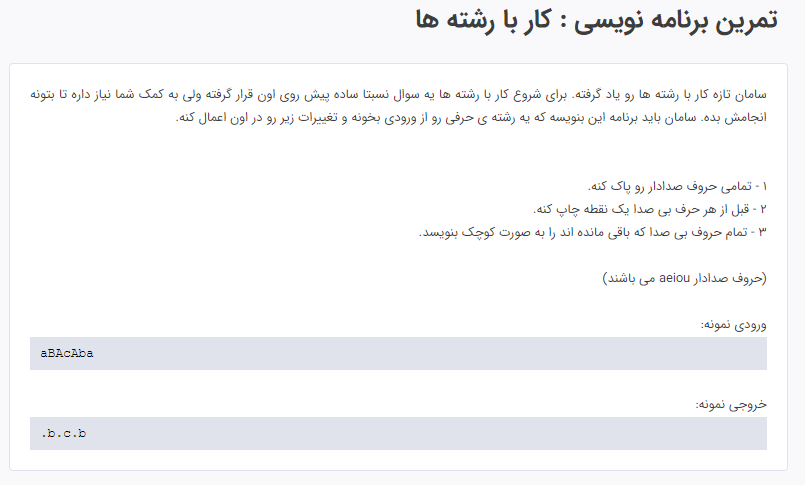 تمرین برنامه نویسی : کار با رشته ها
سامان تازه کار با رشته ها رو یاد گرفته. برای شروع کار با رشته ها یه سوال نسبتا ساده پیش روی اون قرار گرفته ولی به کمک شما نیاز داره تا بتونه
انجامش بده. سامان باید برنامه این بنویسه که یه رشته ی حرفی رو از ورودی بخونه و تغییرات زیر رو در اون اعمال کنه.
۱ - تمامی حروف صدادار رو پاک کنه.
۲ - قبل از هر حرف بی صدا یک نقطه چاپ کنه.
۳ - تمام حروف بی صدا که باقی مانده اند را به صورت کوچک بنویسد.
(حروف صدادار aeiou می باشند)
ورودی نمونه:
aBAcAba
خروجی نمونه:
.b.c.b